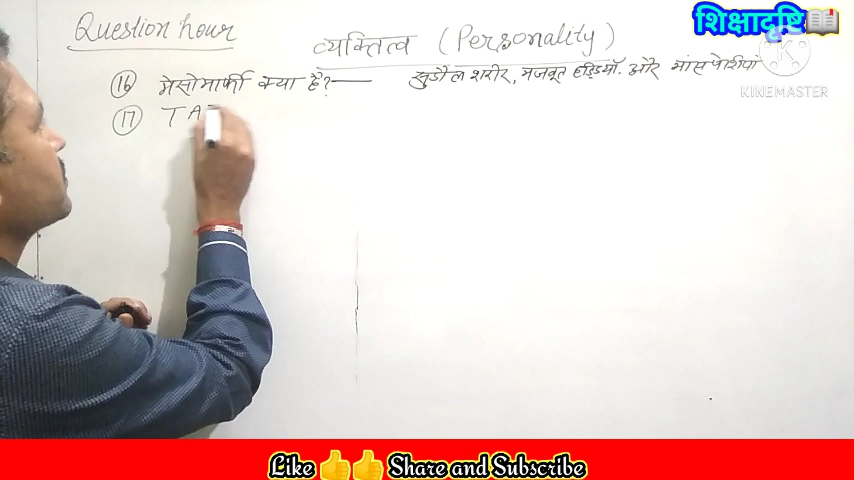 Question hour
शिक्षादृष्टि
व्यक्तित्व (Personality)
KINEMASTER
16 मेसोमार्फी क्या है?— सुडौल शरीर, मजबूत हड्डियाँ. और मांसपेशियां
17 TA
Like 👍👍 Share and Subscribe